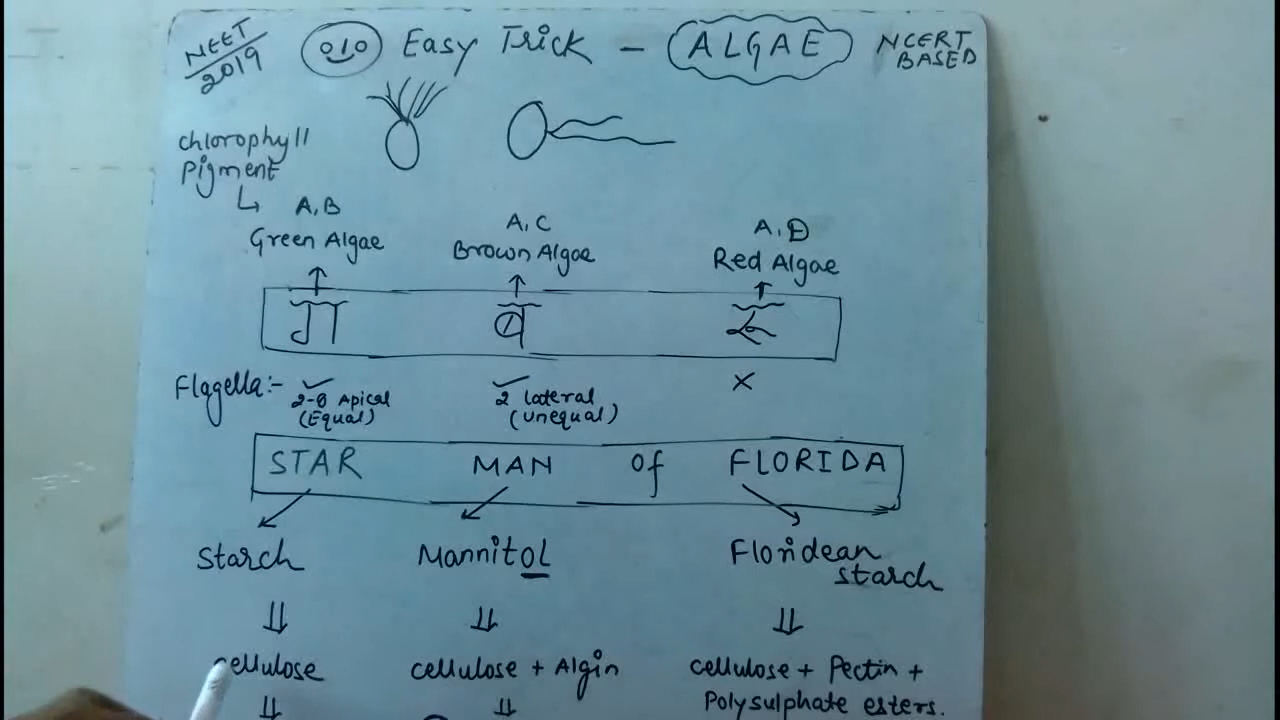 NEET
2019
Easy Trick - ALGAE
NCERT
BASED
chlorophyll
Pigment
A, B
Green Algae
A, C
Brown Algae
A, D
Red Algae
ग
ब
र
Flagella:-
2-8 Apical
(Equal)
2 lateral
(unequal)
×
STAR MAN Of FLORIDA
Starch
Mannitol
Floridean
starch
cellulose
cellulose + Algin
cellulose + Pectin +
Polysulphate esters.